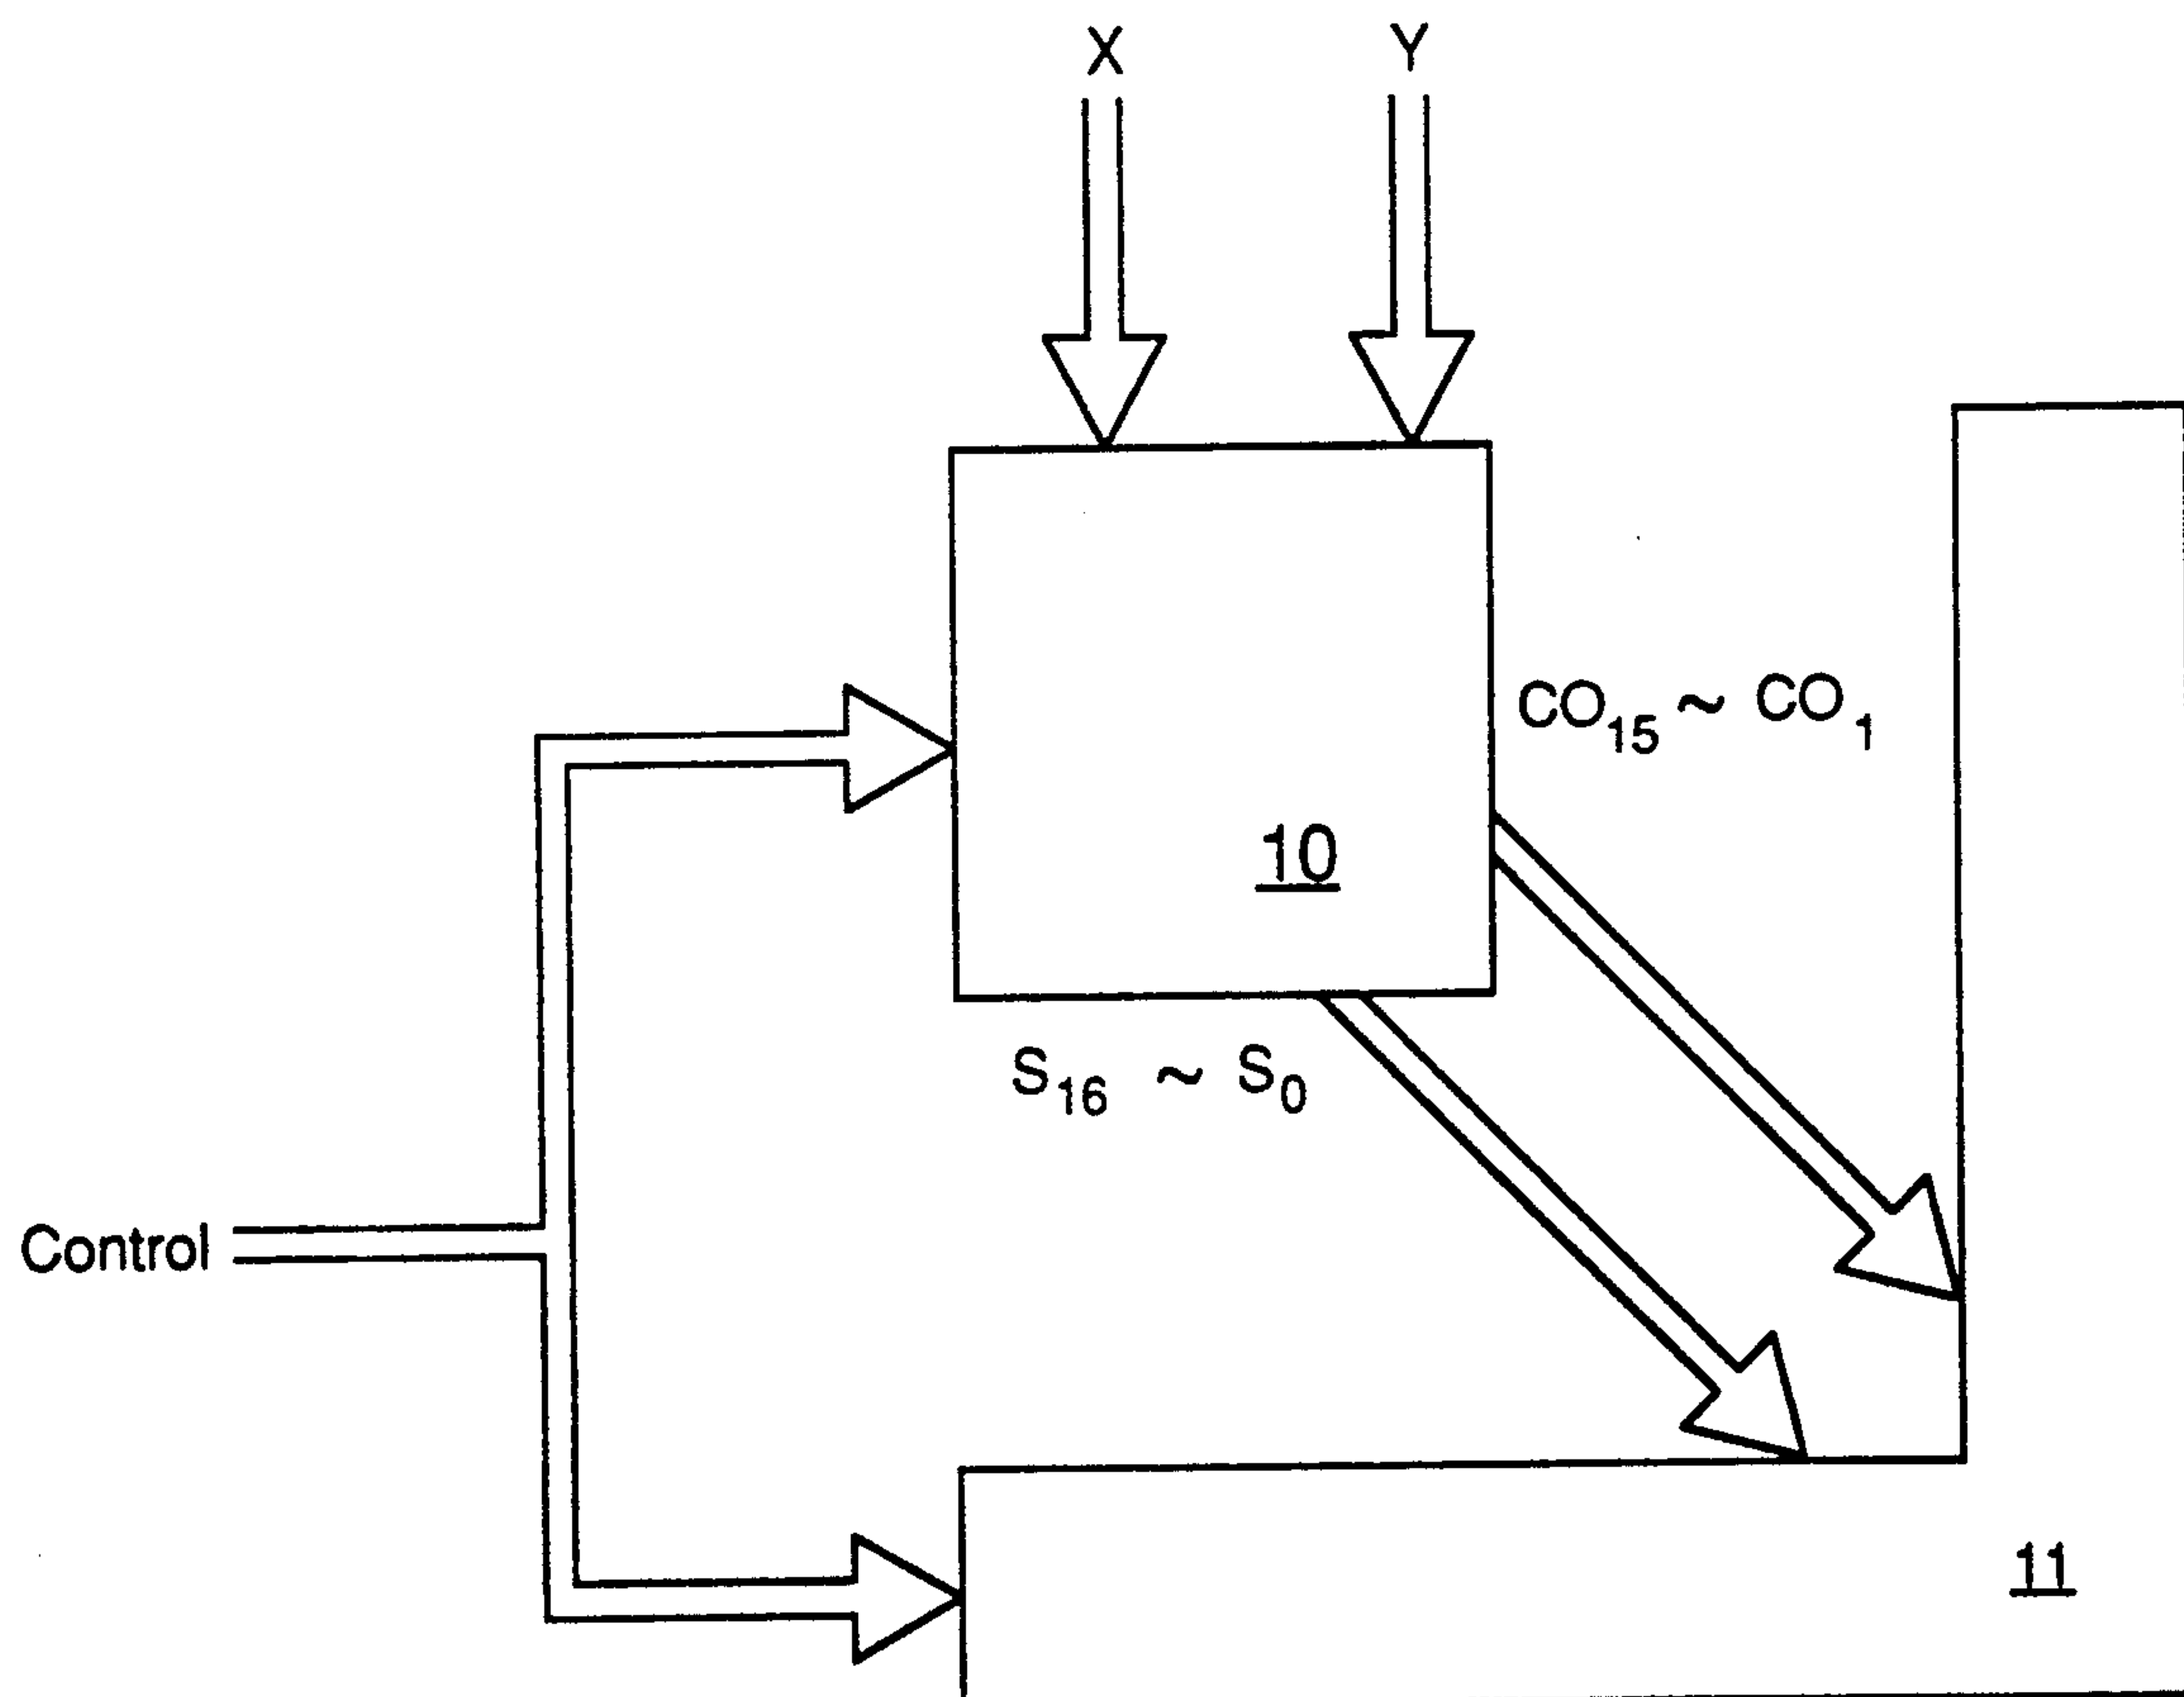 X Y
CO₁₅ ~ CO₁
10
S₁₆ ~ S₀
Control
11